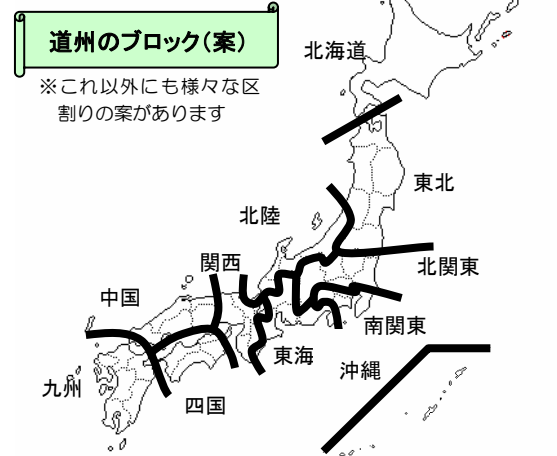 道州のブロック（案）
※これ以外にも様々な区
割りの案があります
北海道
東北
北陸
関西
北関東
中国
南関東
東海
沖縄
九州
四国